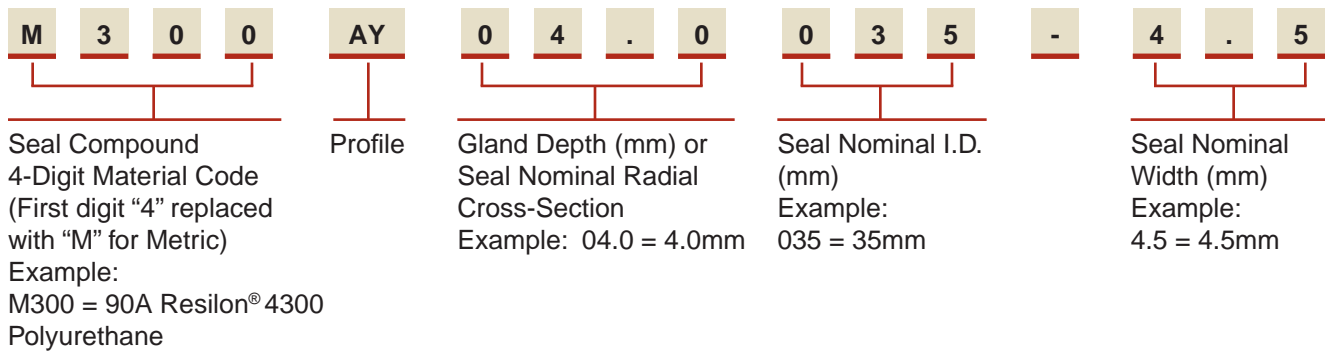 M 3 0 0 AY 0 4 . 0 0 3 5 - 4 . 5
Seal Compound
4-Digit Material Code
(First digit “4” replaced
with “M” for Metric)
Example:
M300 = 90A Resilon® 4300
Polyurethane
Profile
Gland Depth (mm) or
Seal Nominal Radial
Cross-Section
Example: 04.0 = 4.0mm
Seal Nominal I.D.
(mm)
Example:
035 = 35mm
Seal Nominal
Width (mm)
Example:
4.5 = 4.5mm